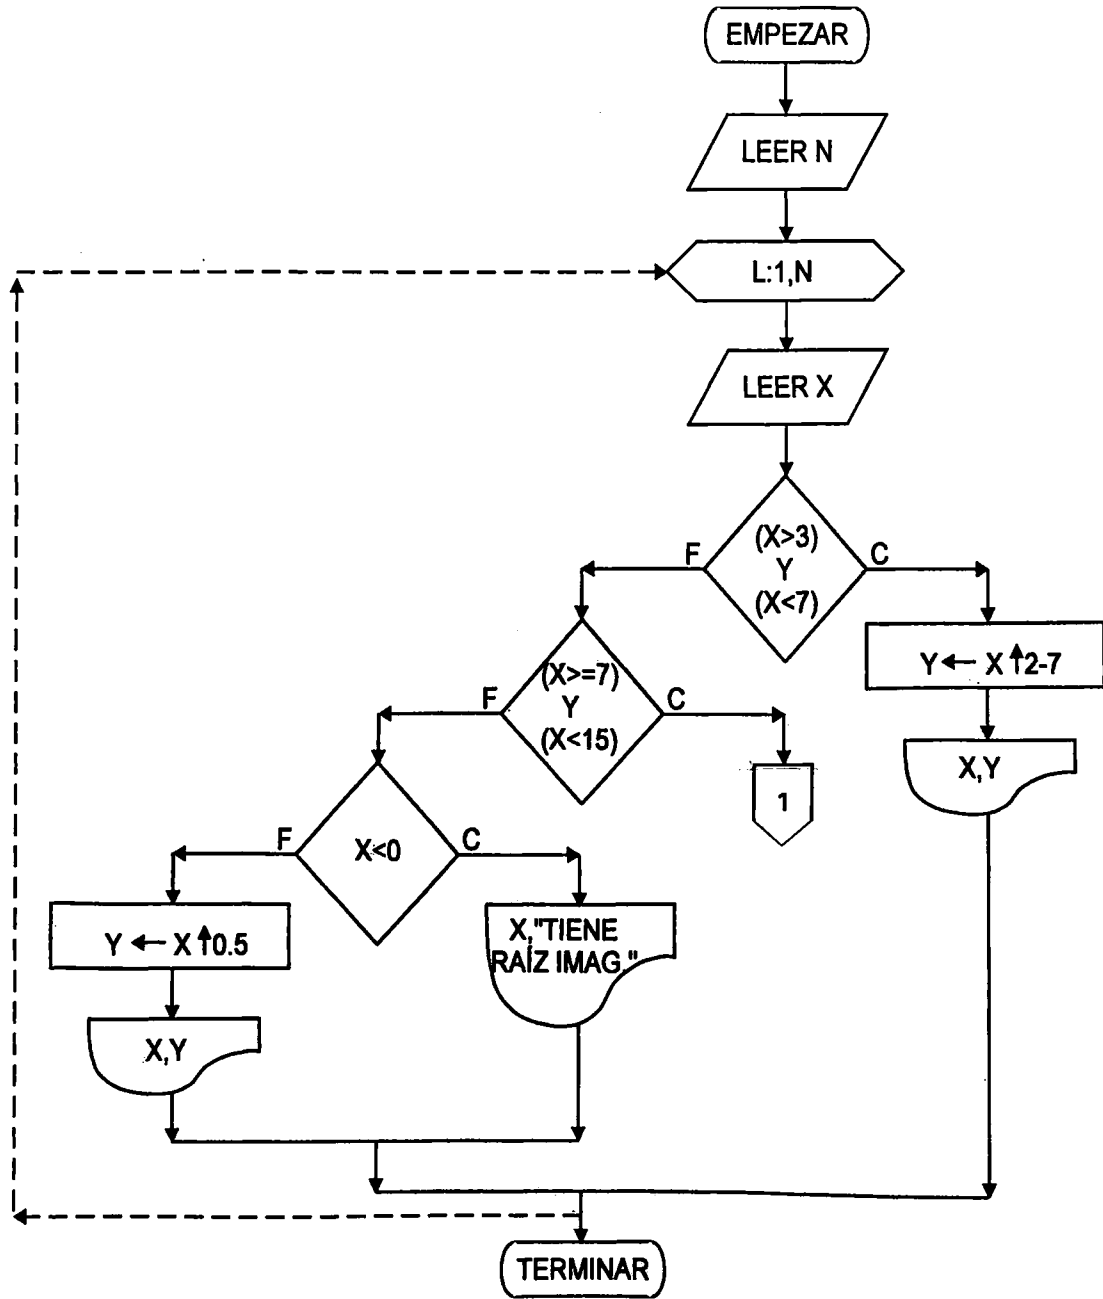 EMPEZAR
LEER N
L:1,N
LEER X
(X>3)
Y
(X<7)
F
C
Y ← X ↑2-7
X,Y
(X>=7)
Y
(X<15)
F
C
1
X<0
F
C
Y ← X ↑0.5
X,Y
X,"TIENE
RAÍZ IMAG."
TERMINAR